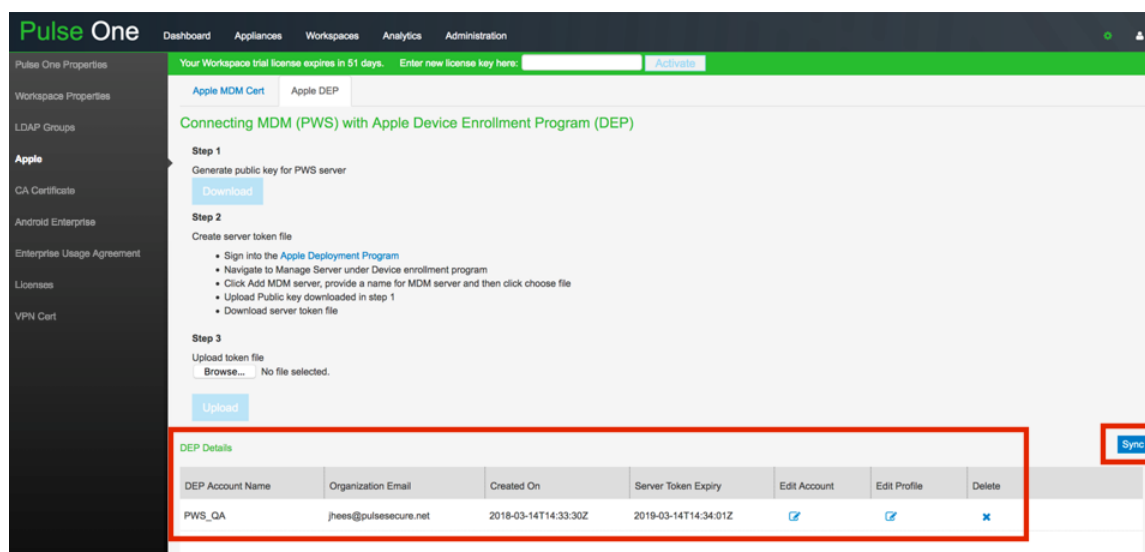 Pulse One
Dashboard Appliances Workspaces Analytics Administration
Pulse One Properties
Workspace Properties
LDAP Groups
Apple
CA Certificate
Android Enterprise
Enterprise Usage Agreement
Licenses
VPN Cert
Your Workspace trial license expires in 51 days. Enter new license key here: Activate
Apple MDM Cert Apple DEP
Connecting MDM (PWS) with Apple Device Enrollment Program (DEP)
Step 1
Generate public key for PWS server
Download
Step 2
Create server token file
• Sign into the Apple Deployment Program
• Navigate to Manage Server under Device enrollment program
• Click Add MDM server, provide a name for MDM server and then click choose file
• Upload Public key downloaded in step 1
• Download server token file
Step 3
Upload token file
Browse... No file selected.
Upload
DEP Details Sync
DEP Account Name Organization Email Created On Server Token Expiry Edit Account Edit Profile Delete
PWS_QA jhees@pulsesecure.net 2018-03-14T14:33:30Z 2019-03-14T14:34:01Z